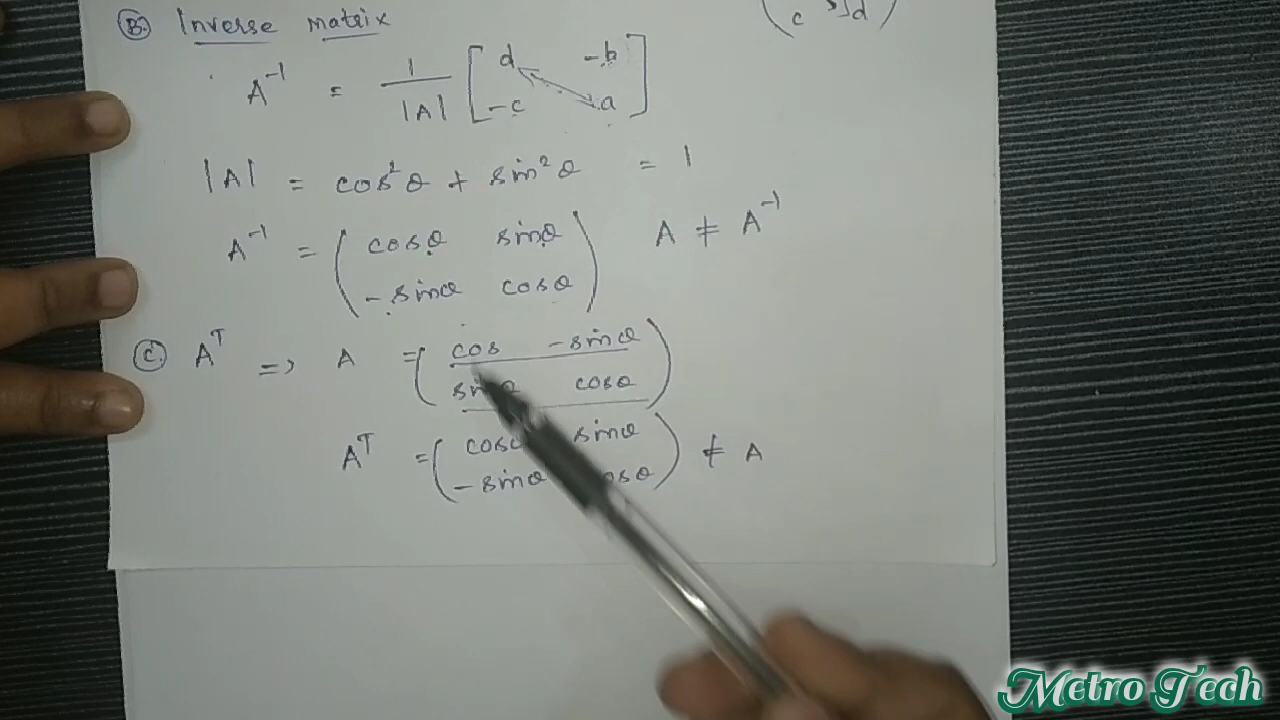 (c d)
B. Inverse matrix
A⁻¹ = 1/|A| [d -b
-c a]
|A| = cos²θ + sin²θ = 1
A⁻¹ = (cosθ sinθ A ≠ A⁻¹
-sinθ cosθ)
C. Aᵀ => A = (cos -sinθ
sinθ cosθ)
Aᵀ = (cosθ sinθ ≠ A
-sinθ cosθ)
Metro Tech